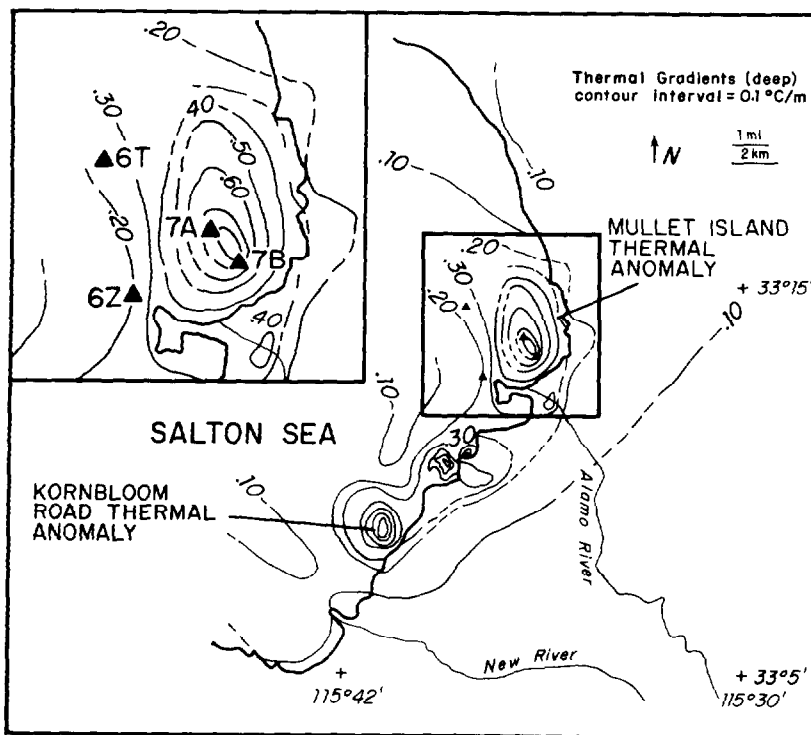 .20
.30
40
.50
.60
6T
.20
7A
7B
6Z
.40
Thermal Gradients (deep)
contour interval = 0.1 °C/m
N
1 mi
2 km
.10
.10
MULLET ISLAND
THERMAL
ANOMALY
.20
.30
.20
+ 33°15'
.10
.10
SALTON SEA
30
KORNBLOOM
ROAD THERMAL
ANOMALY
.10
Alamo River
New River
+
115°42'
+ 33°5'
115°30'